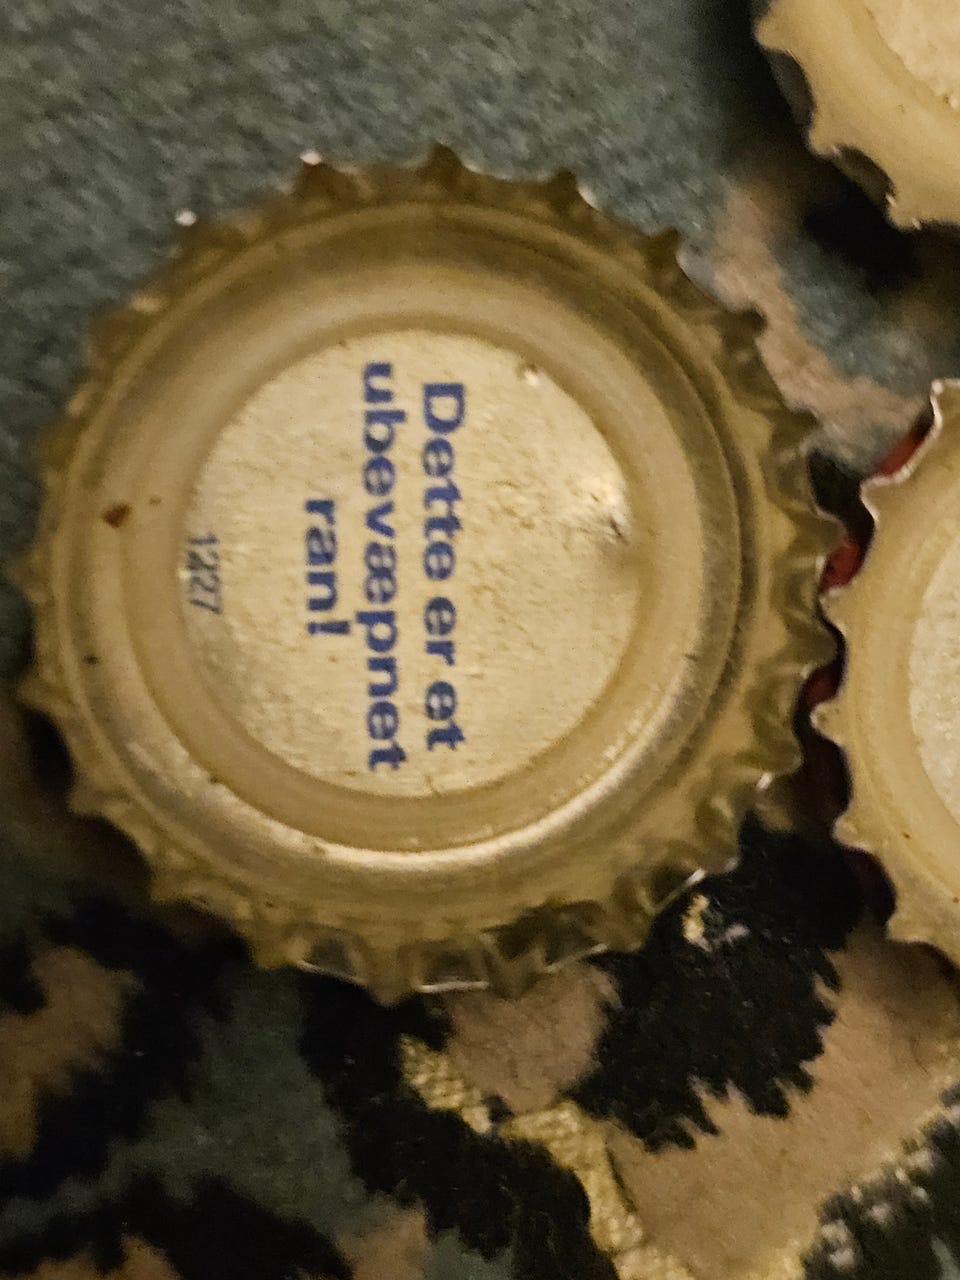 Dette er et
ubevæpnet
ran!
1227